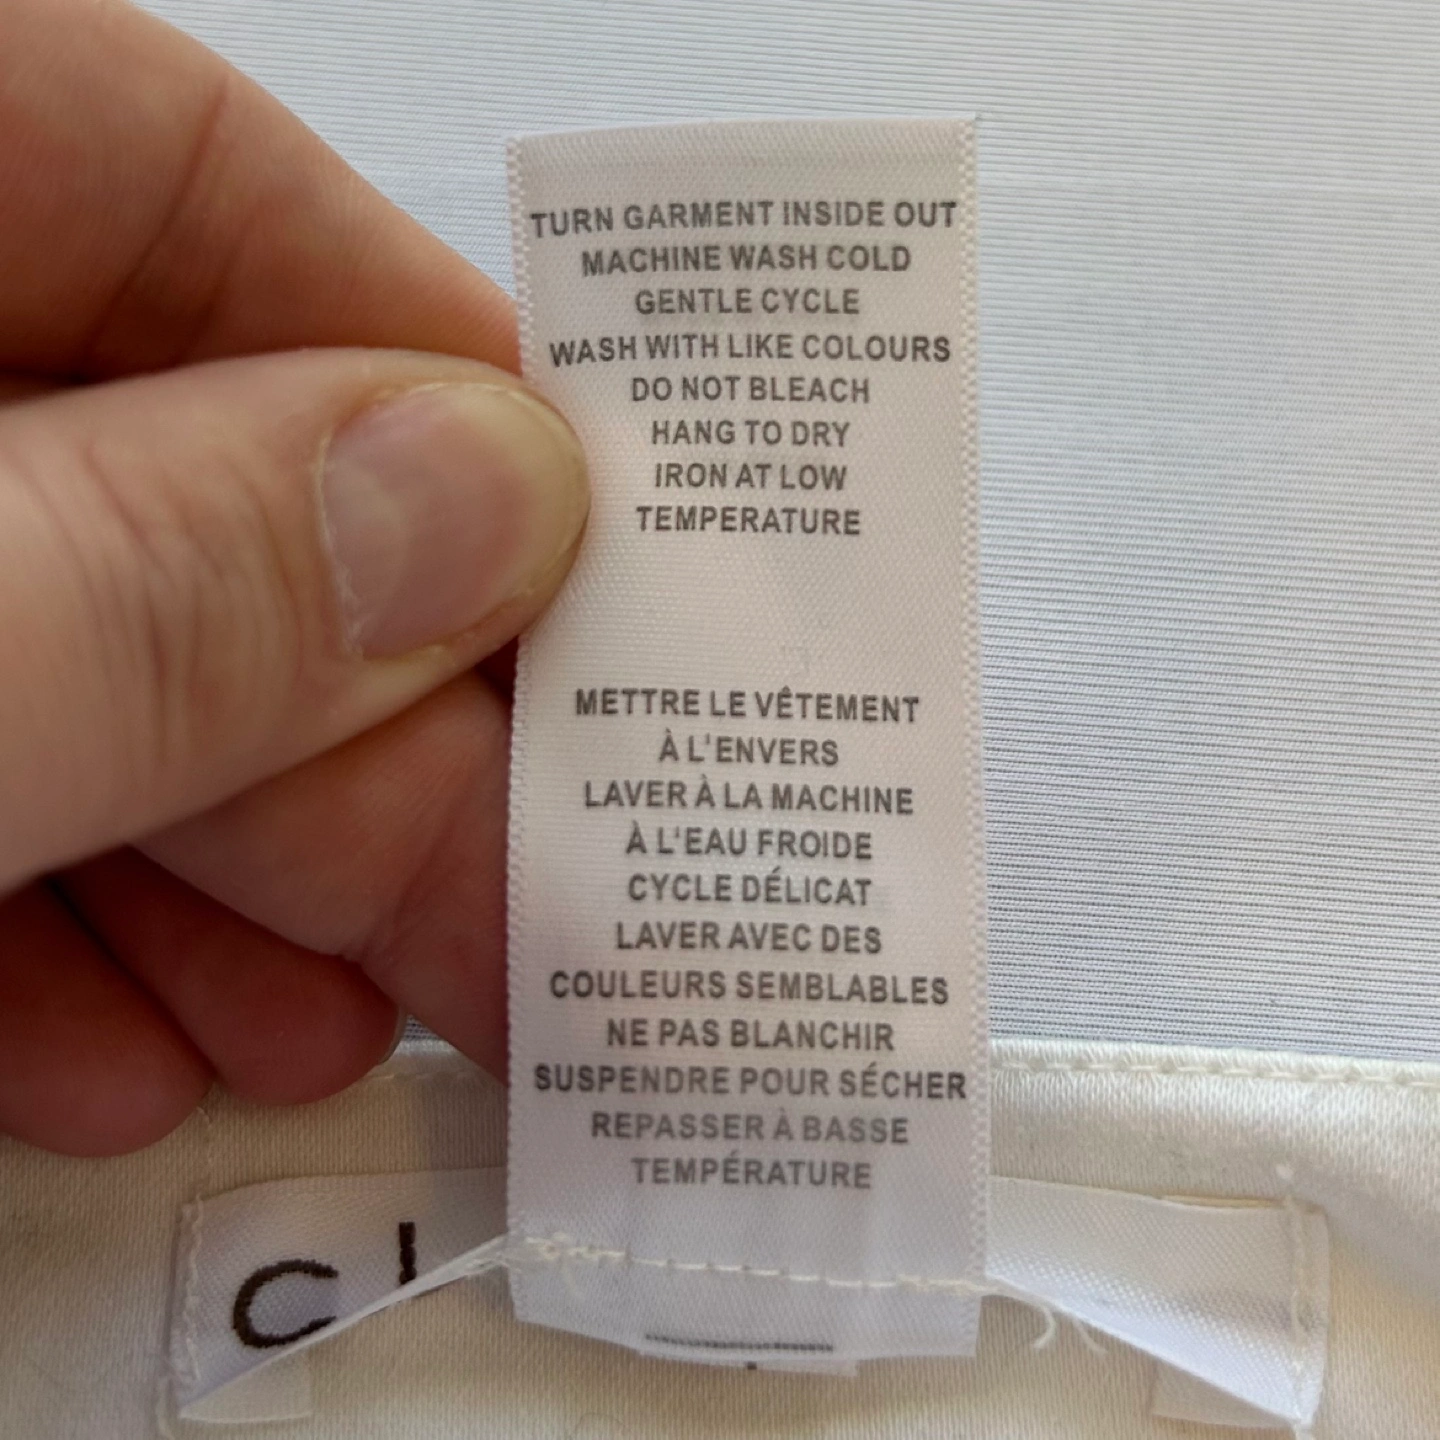 TURN GARMENT INSIDE OUT
MACHINE WASH COLD
GENTLE CYCLE
WASH WITH LIKE COLOURS
DO NOT BLEACH
HANG TO DRY
IRON AT LOW
TEMPERATURE
METTRE LE VÊTEMENT
À L'ENVERS
LAVER À LA MACHINE
À L'EAU FROIDE
CYCLE DÉLICAT
LAVER AVEC DES
COULEURS SEMBLABLES
NE PAS BLANCHIR
SUSPENDRE POUR SÉCHER
REPASSER À BASSE
TEMPÉRATURE